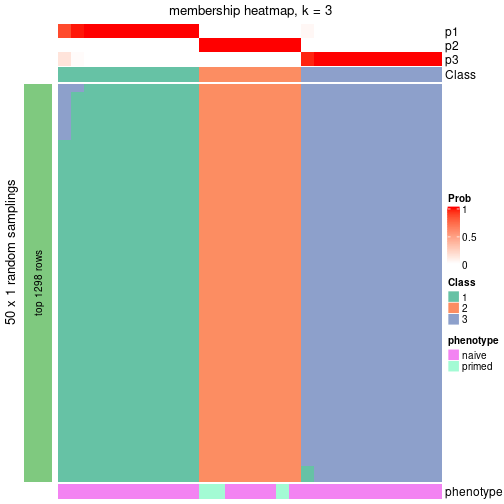 membership heatmap, k = 3
p1
p2
p3
Class
50 x 1 random samplings
top 1298 rows
Prob
1
0.5
0
Class
1
2
3
phenotype
naive
primed
phenotype